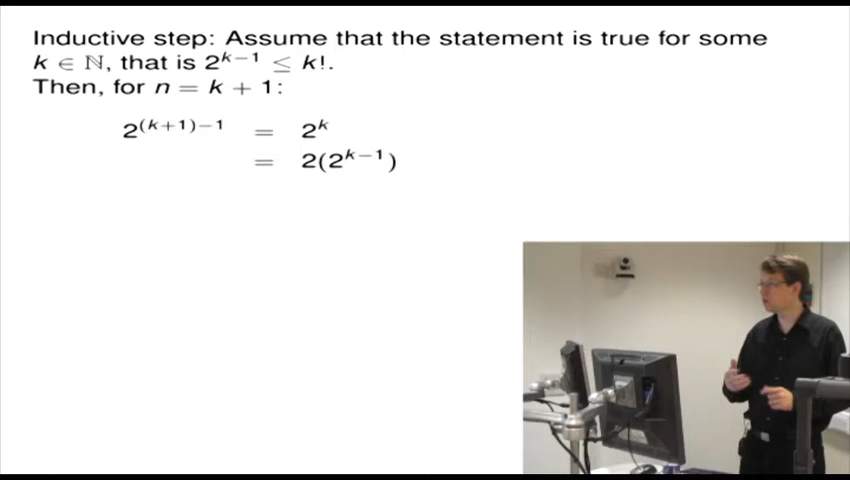 Inductive step: Assume that the statement is true for some
k ∈ ℕ, that is 2^{k−1} ≤ k!.
Then, for n = k + 1:
2^{(k+1)−1} = 2^k
= 2(2^{k−1})